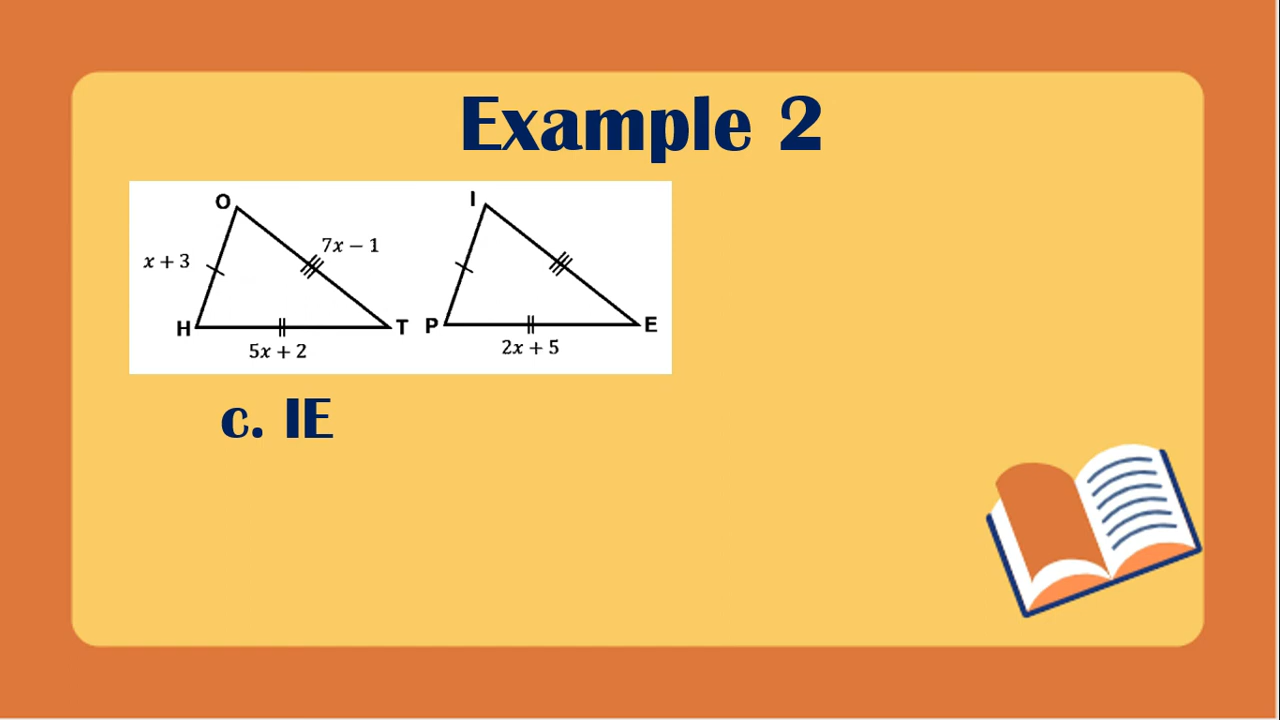 Example 2
O
I
7x − 1
x + 3
H
T
P
E
5x + 2
2x + 5
c. IE